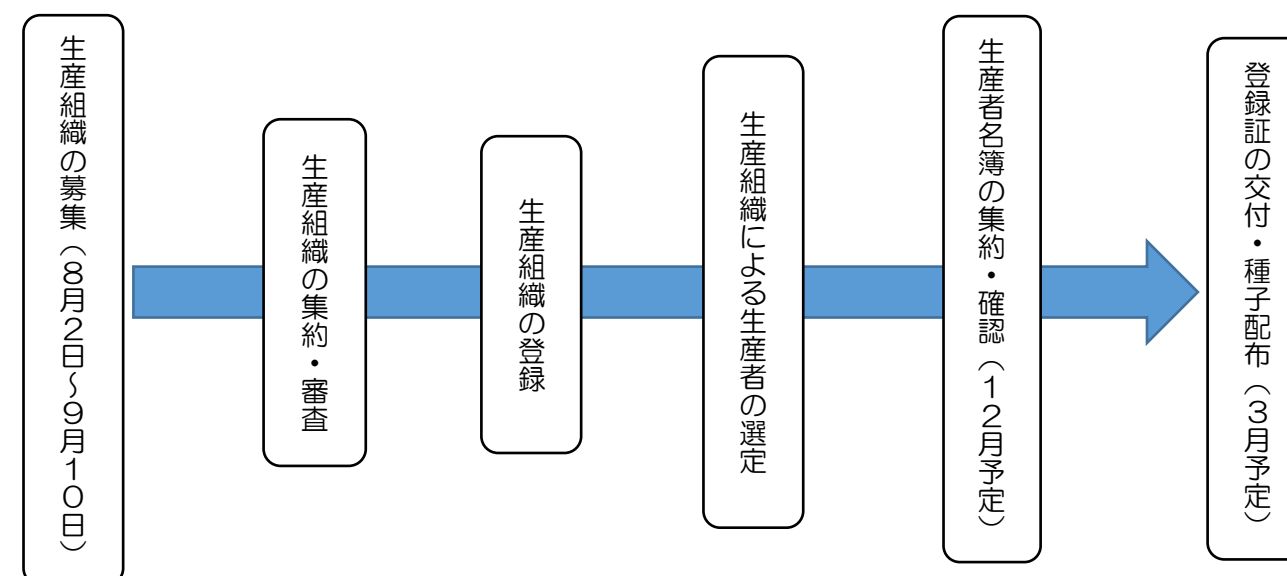 生産組織の募集（８月２日～９月１０日）
生産組織の集約・審査
生産組織の登録
生産組織による生産者の選定
生産者名簿の集約・確認（１２月予定）
登録証の交付・種子配布（３月予定）